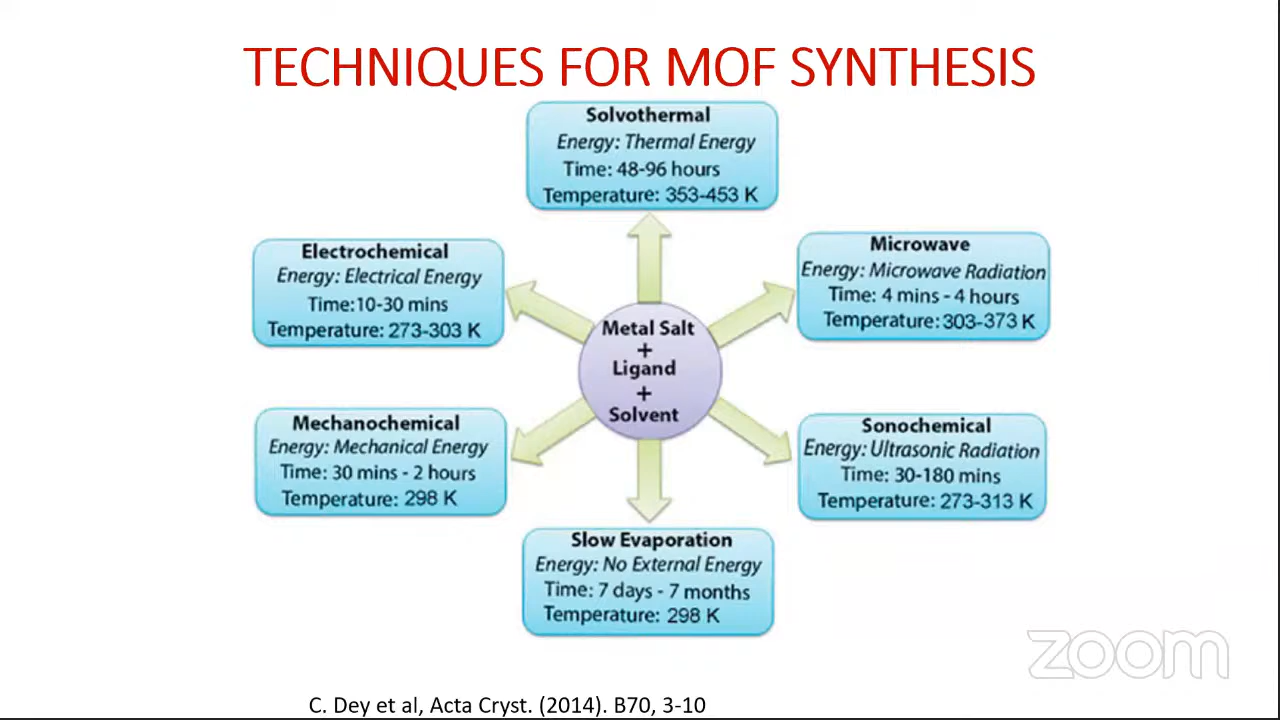 TECHNIQUES FOR MOF SYNTHESIS
Solvothermal
Energy: Thermal Energy
Time: 48-96 hours
Temperature: 353-453 K
Electrochemical
Energy: Electrical Energy
Time:10-30 mins
Temperature: 273-303 K
Microwave
Energy: Microwave Radiation
Time: 4 mins - 4 hours
Temperature: 303-373 K
Metal Salt
+
Ligand
+
Solvent
Mechanochemical
Energy: Mechanical Energy
Time: 30 mins - 2 hours
Temperature: 298 K
Sonochemical
Energy: Ultrasonic Radiation
Time: 30-180 mins
Temperature: 273-313 K
Slow Evaporation
Energy: No External Energy
Time: 7 days - 7 months
Temperature: 298 K
zoom
C. Dey et al, Acta Cryst. (2014). B70, 3-10